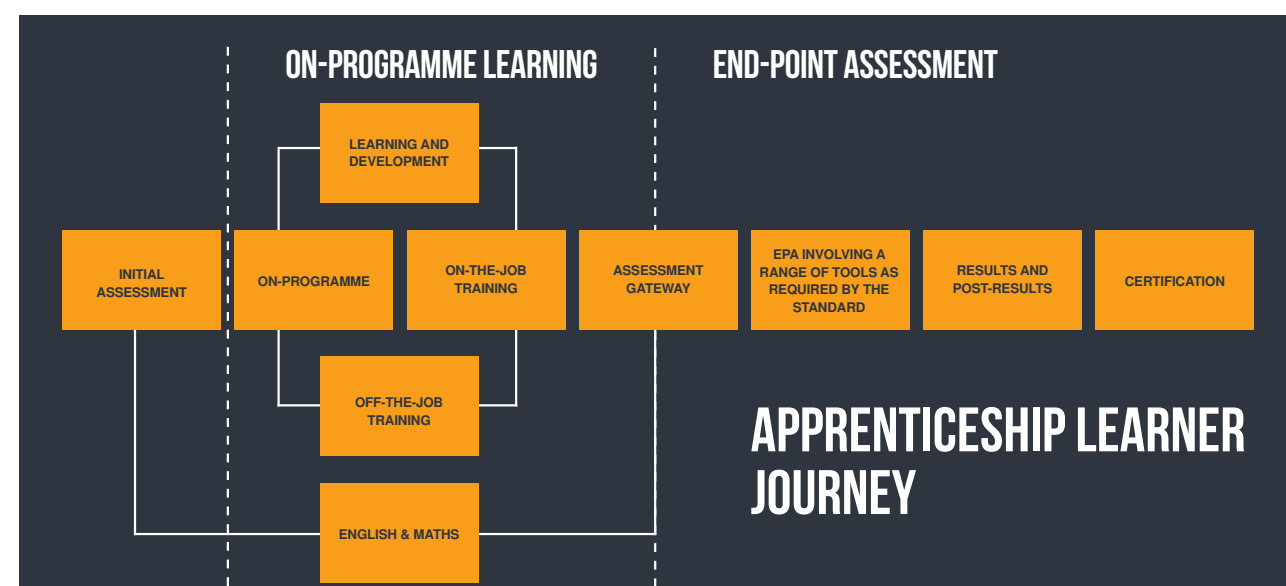 ON-PROGRAMME LEARNING
END-POINT ASSESSMENT
LEARNING AND
DEVELOPMENT
INITIAL
ASSESSMENT
ON-PROGRAMME
ON-THE-JOB
TRAINING
ASSESSMENT
GATEWAY
EPA INVOLVING A
RANGE OF TOOLS AS
REQUIRED BY THE
STANDARD
RESULTS AND
POST-RESULTS
CERTIFICATION
OFF-THE-JOB
TRAINING
ENGLISH & MATHS
APPRENTICESHIP LEARNER
JOURNEY